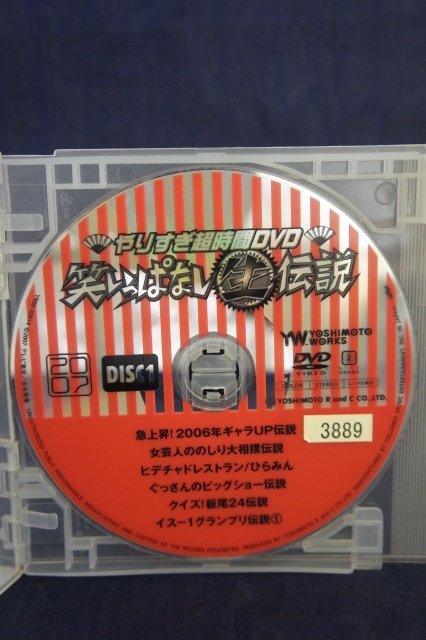 やりすぎ超時間DVD
笑いっぱなし生伝説
YW YOSHIMOTO WORKS
2007
DISC1
DVD VIDEO
2
COLOR
STEREO
YOSHIMOTO R and C CO.,LTD.
急上昇!2006年ギャラUP伝説
3889
女芸人ののしり大相撲伝説
ヒデチャドレストラン/ひらみん
ぐっさんのビッグショー伝説
クイズ!板尾24伝説
イスー1グランプリ伝説①